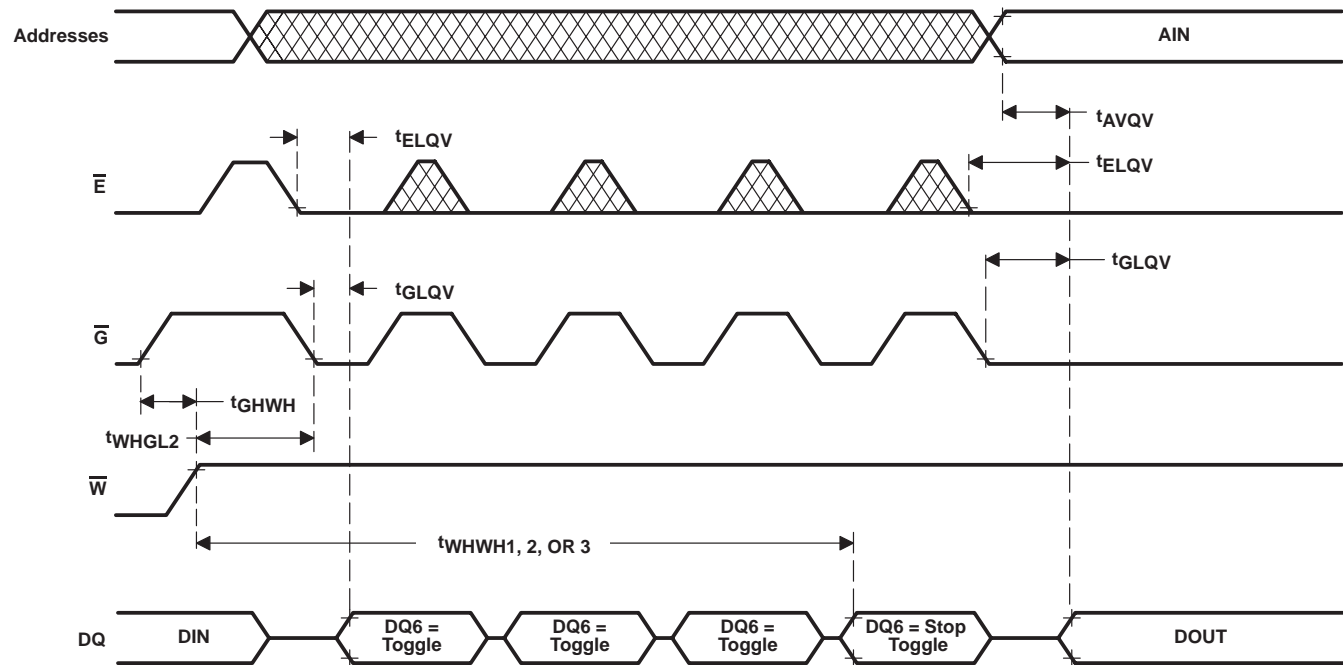 Addresses
AIN
tAVQV
tELQV
tELQV
E
tGLQV
tGLQV
G
tGHWH
tWHGL2
W
tWHWH1, 2, OR 3
DQ
DIN
DQ6 =
Toggle
DQ6 =
Toggle
DQ6 =
Toggle
DQ6 = Stop
Toggle
DOUT